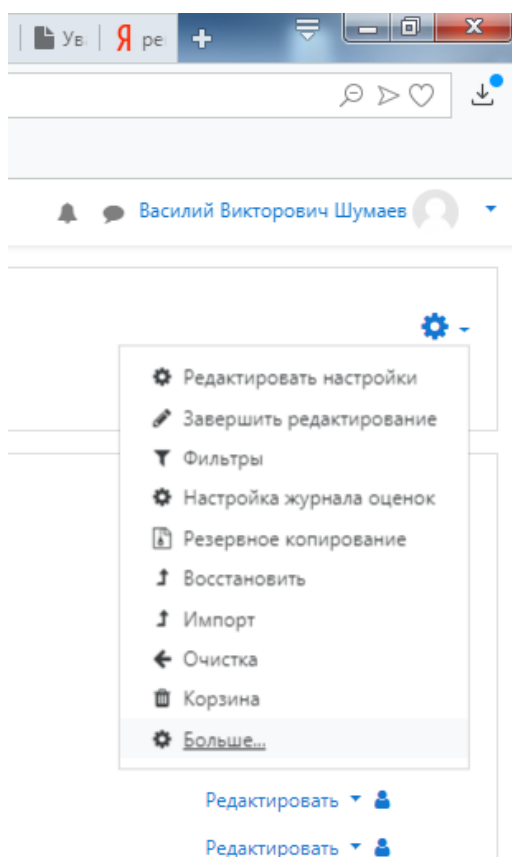 Ув
Я ре
Василий Викторович Шумаев
Редактировать настройки
Завершить редактирование
Фильтры
Настройка журнала оценок
Резервное копирование
Восстановить
Импорт
Очистка
Корзина
Больше...
Редактировать
Редактировать